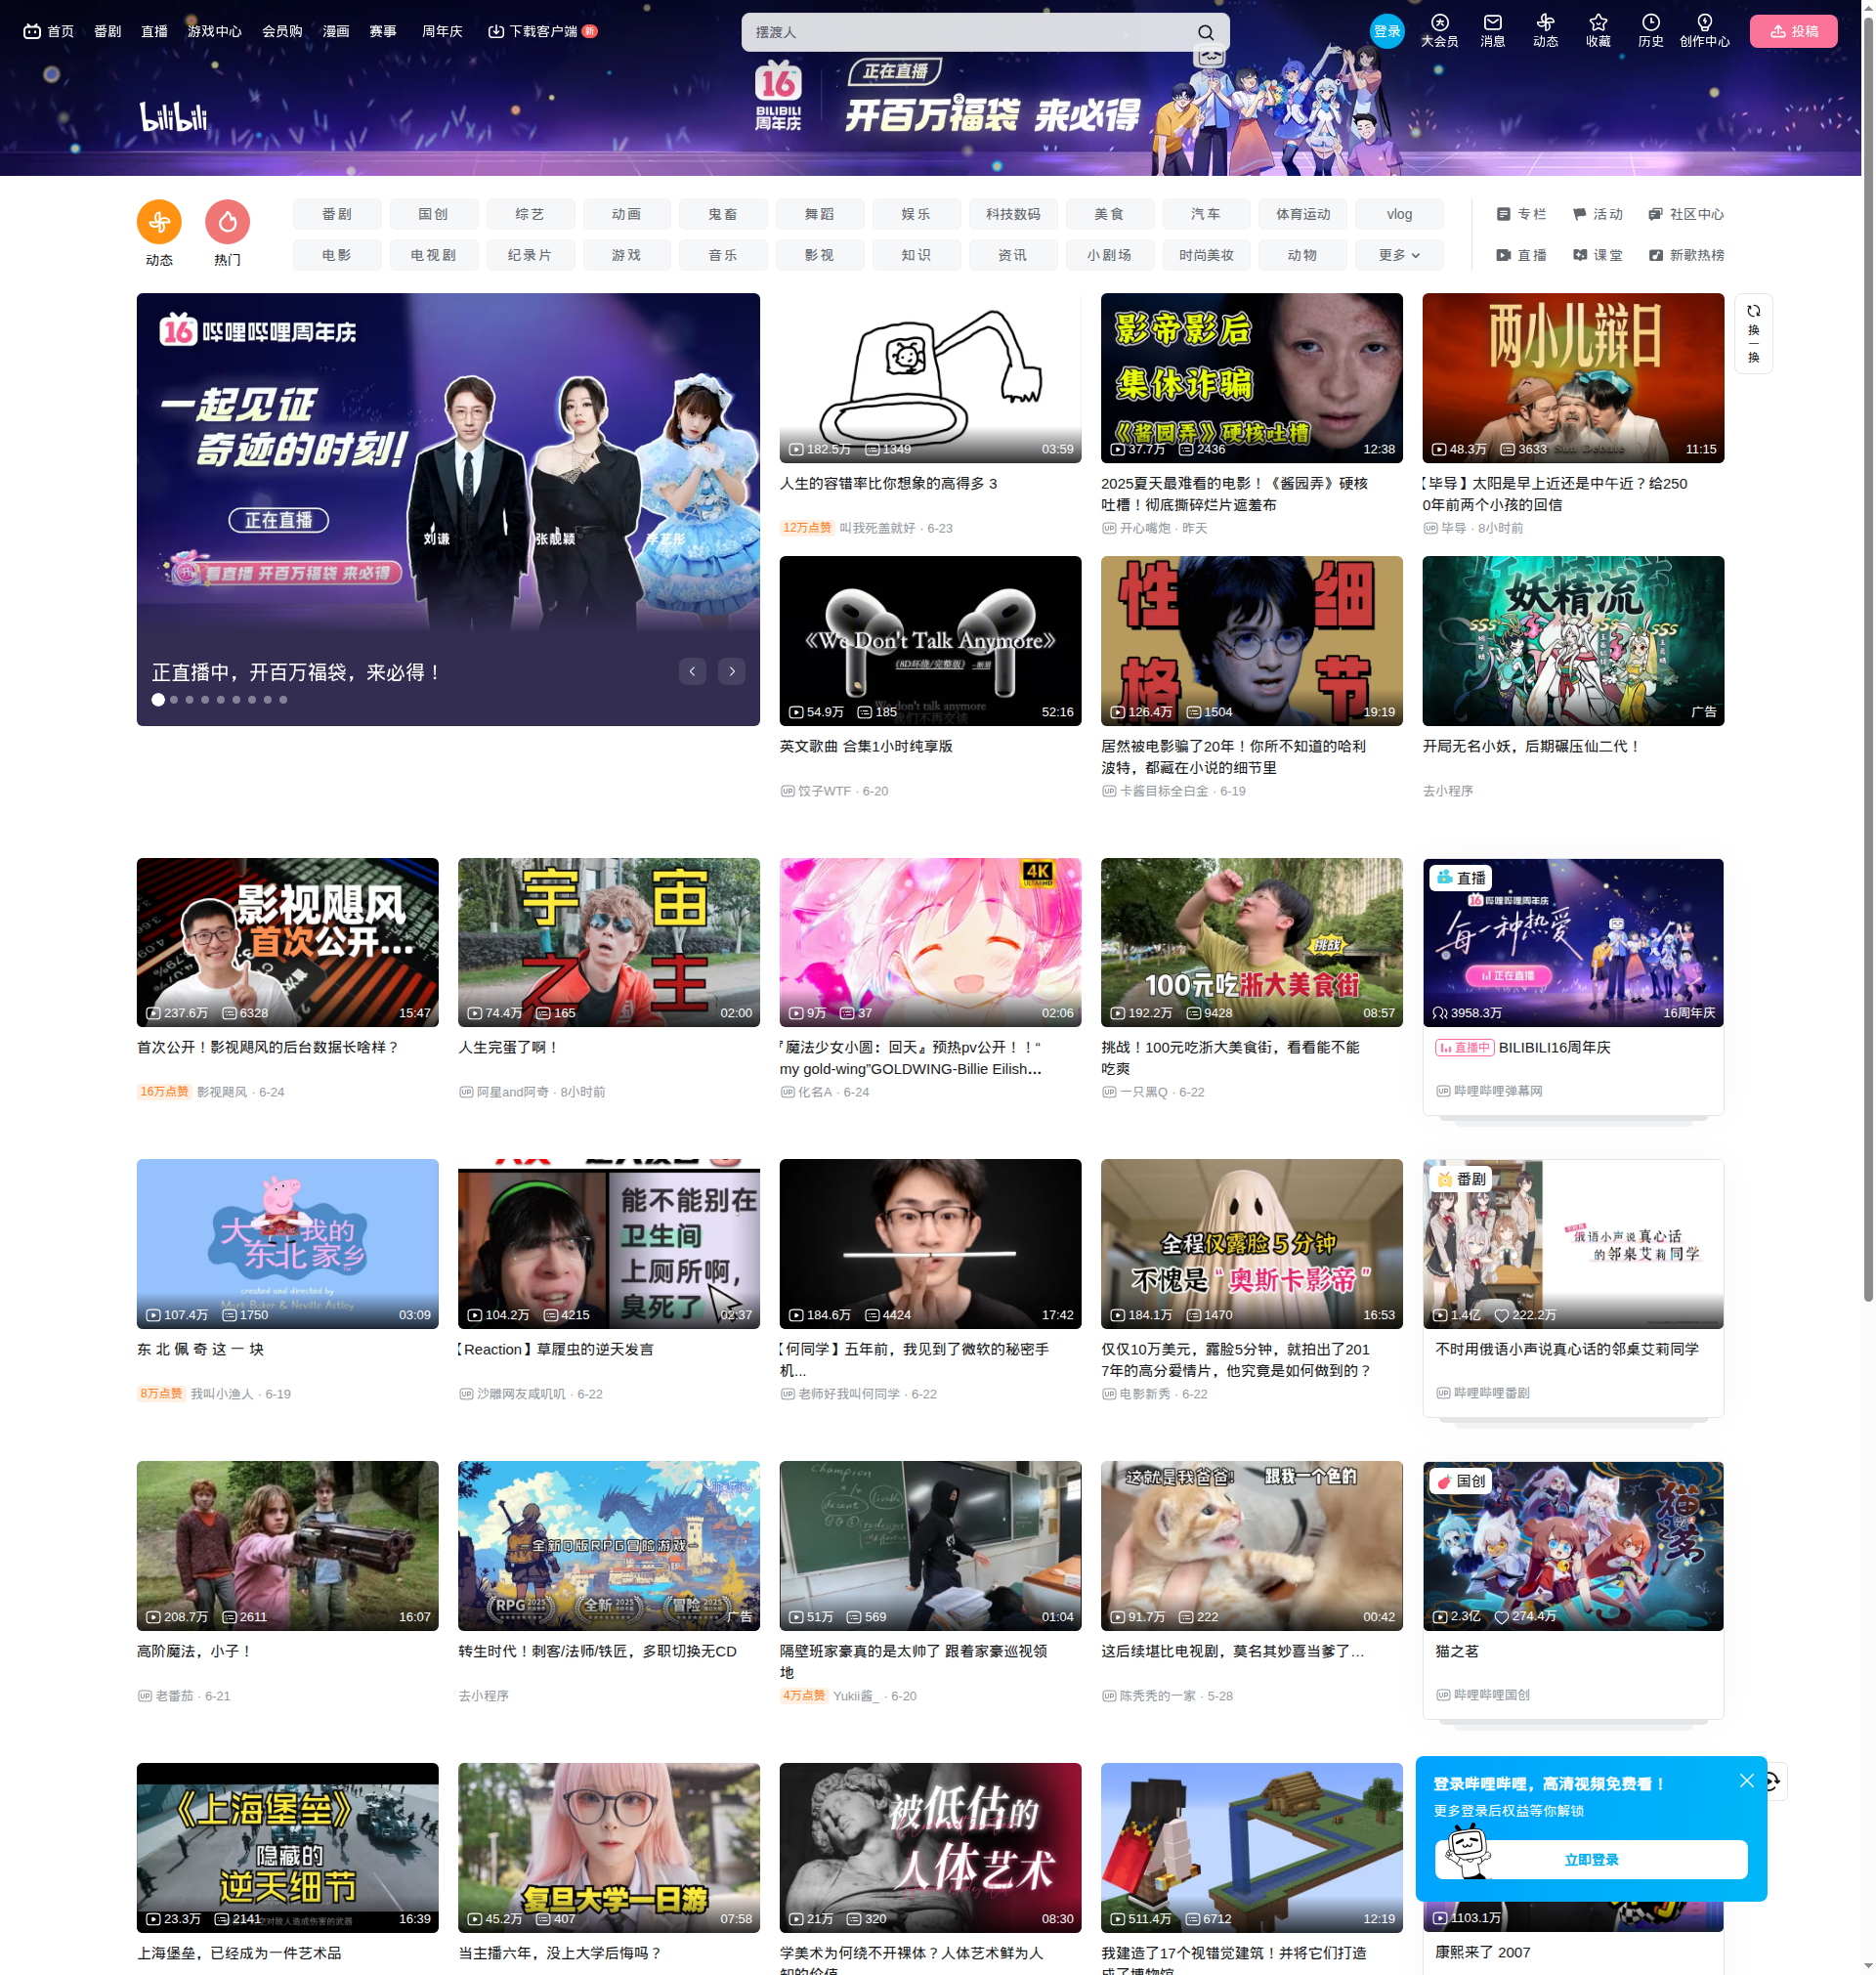 首页 番剧 直播 游戏中心 会员购 漫画 赛事 周年庆 下载客户端 新
摆渡人
登录 大会员 消息 动态 收藏 历史 创作中心 投稿
bilibili
16
BILIBILI
周年庆
正在直播
开百万福袋 来必得
动态 热门
番剧 国创 综艺 动画 鬼畜 舞蹈 娱乐 科技数码 美食 汽车 体育运动 vlog
电影 电视剧 纪录片 游戏 音乐 影视 知识 资讯 小剧场 时尚美妆 动物 更多
专栏 活动 社区中心
直播 课堂 新歌热榜
16 哔哩哔哩周年庆
一起见证
奇迹的时刻!
正在直播
刘谦 张靓颖 李艺彤
看直播 开百万福袋 来必得
正直播中，开百万福袋，来必得！
182.5万 1349 03:59
人生的容错率比你想象的高得多 3
12万点赞 叫我死盖就好 · 6-23
影帝影后
集体诈骗
《酱园弄》硬核吐槽
37.7万 2436 12:38
2025夏天最难看的电影！《酱园弄》硬核
吐槽！彻底撕碎烂片遮羞布
开心嘴炮 · 昨天
两小儿辩日
Sun Debate
48.3万 3633 11:15
【毕导】太阳是早上近还是中午近？给250
0年前两个小孩的回信
毕导 · 8小时前
换一换
《We Don't Talk Anymore》
(8D环绕/完整版)
We don't talk anymore
我们不再交谈
54.9万 185 52:16
英文歌曲 合集1小时纯享版
饺子WTF · 6-20
性格
细节
126.4万 1504 19:19
居然被电影骗了20年！你所不知道的哈利
波特，都藏在小说的细节里
卡酱目标全白金 · 6-19
妖精流
SSS SSS SSS
广告
开局无名小妖，后期碾压仙二代！
去小程序
影视飓风
首次公开...
237.6万 6328 15:47
首次公开！影视飓风的后台数据长啥样？
16万点赞 影视飓风 · 6-24
宇宙
之主
74.4万 165 02:00
人生完蛋了啊！
阿星and阿奇 · 8小时前
4K
ULTRA HD
9万 37 02:06
『魔法少女小圆：回天』预热pv公开！！“
my gold-wing”GOLDWING-Billie Eilish...
化名A · 6-24
挑战
100元吃浙大美食街
192.2万 9428 08:57
挑战！100元吃浙大美食街，看看能不能
吃爽
一只黑Q · 6-22
直播
16 哔哩哔哩周年庆
每一种热爱
正在直播
3958.3万 16周年庆
直播中 BILIBILI16周年庆
哔哩哔哩弹幕网
大 我的
东北家乡
created and directed by
Mark Baker & Neville Astley
107.4万 1750 03:09
东 北 佩 奇 这 一 块
8万点赞 我叫小渔人 · 6-19
能不能别在
卫生间
上厕所啊，
臭死了
104.2万 4215 02:37
【Reaction】草履虫的逆天发言
沙雕网友咸叽叽 · 6-22
184.6万 4424 17:42
【何同学】五年前，我见到了微软的秘密手
机...
老师好我叫何同学 · 6-22
全程仅露脸5分钟
不愧是“奥斯卡影帝”
184.1万 1470 16:53
仅仅10万美元，露脸5分钟，就拍出了201
7年的高分爱情片，他究竟是如何做到的？
电影新秀 · 6-22
番剧
不时用
俄语小声说真心话
的邻桌艾莉同学
1.4亿 222.2万
不时用俄语小声说真心话的邻桌艾莉同学
哔哩哔哩番剧
208.7万 2611 16:07
高阶魔法，小子！
老番茄 · 6-21
全新Q版RPG冒险游戏
RPG 2025 全新 2025 冒险
广告
转生时代！刺客/法师/铁匠，多职切换无CD
去小程序
champion
51万 569 01:04
隔壁班家豪真的是太帅了 跟着家豪巡视领
地
4万点赞 Yukii酱_ · 6-20
这就是我爸爸! 跟我一个色的
91.7万 222 00:42
这后续堪比电视剧，莫名其妙喜当爹了…
陈秃秃的一家 · 5-28
国创
猫之茗
2.3亿 274.4万
猫之茗
哔哩哔哩国创
《上海堡垒》
隐藏的
逆天细节
23.3万 2141 16:39
上海堡垒，已经成为一件艺术品
复旦大学一日游
45.2万 407 07:58
当主播六年，没上大学后悔吗？
被低估的
人体艺术
21万 320 08:30
学美术为何绕不开裸体？人体艺术鲜为人
知的价值
511.4万 6712 12:19
我建造了17个视错觉建筑！并将它们打造
成了博物馆
登录哔哩哔哩，高清视频免费看！
更多登录后权益等你解锁
立即登录
1103.1万
康熙来了 2007